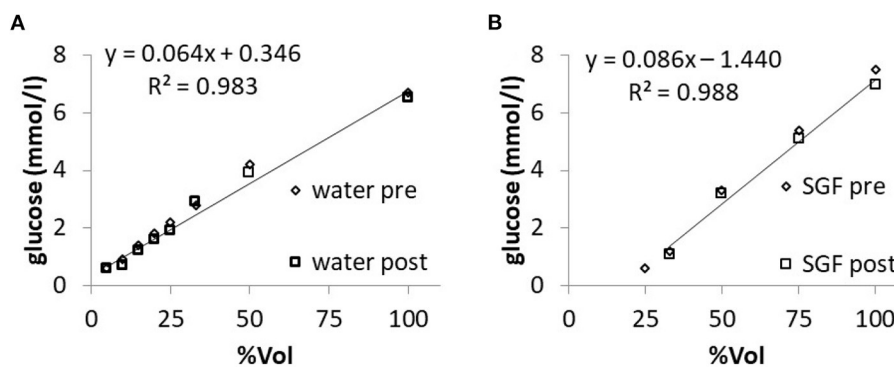 A
y = 0.064x + 0.346
R² = 0.983
glucose (mmol/l)
8
6
4
2
0
water pre
water post
0 25 50 75 100
%Vol
B
y = 0.086x – 1.440
R² = 0.988
glucose (mmol/l)
8
6
4
2
0
SGF pre
SGF post
0 25 50 75 100
%Vol